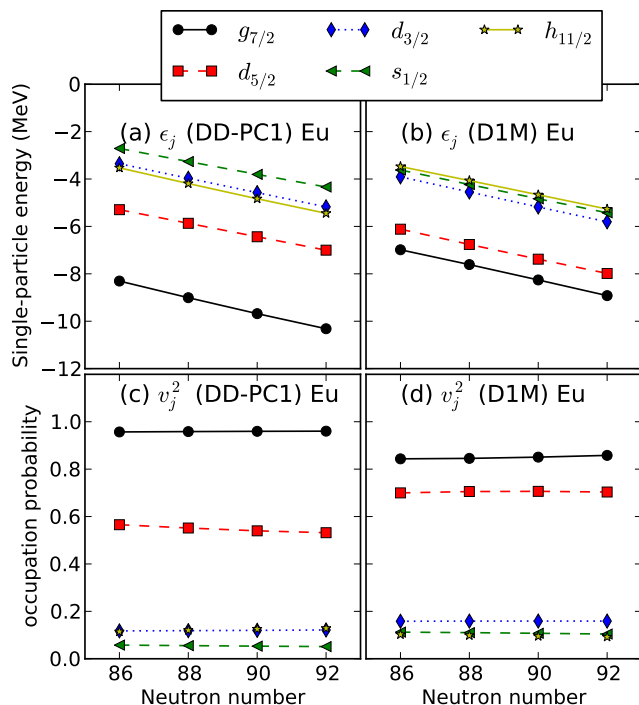 g7/2 d3/2 h11/2
d5/2 s1/2
Single-particle energy (MeV)
0
−2
−4
−6
−8
−10
−12
(a) ϵj (DD-PC1) Eu
(b) ϵj (D1M) Eu
occupation probability
1.0
0.8
0.6
0.4
0.2
0.0
(c) v²j (DD-PC1) Eu
(d) v²j (D1M) Eu
86 88 90 92
86 88 90 92
Neutron number
Neutron number